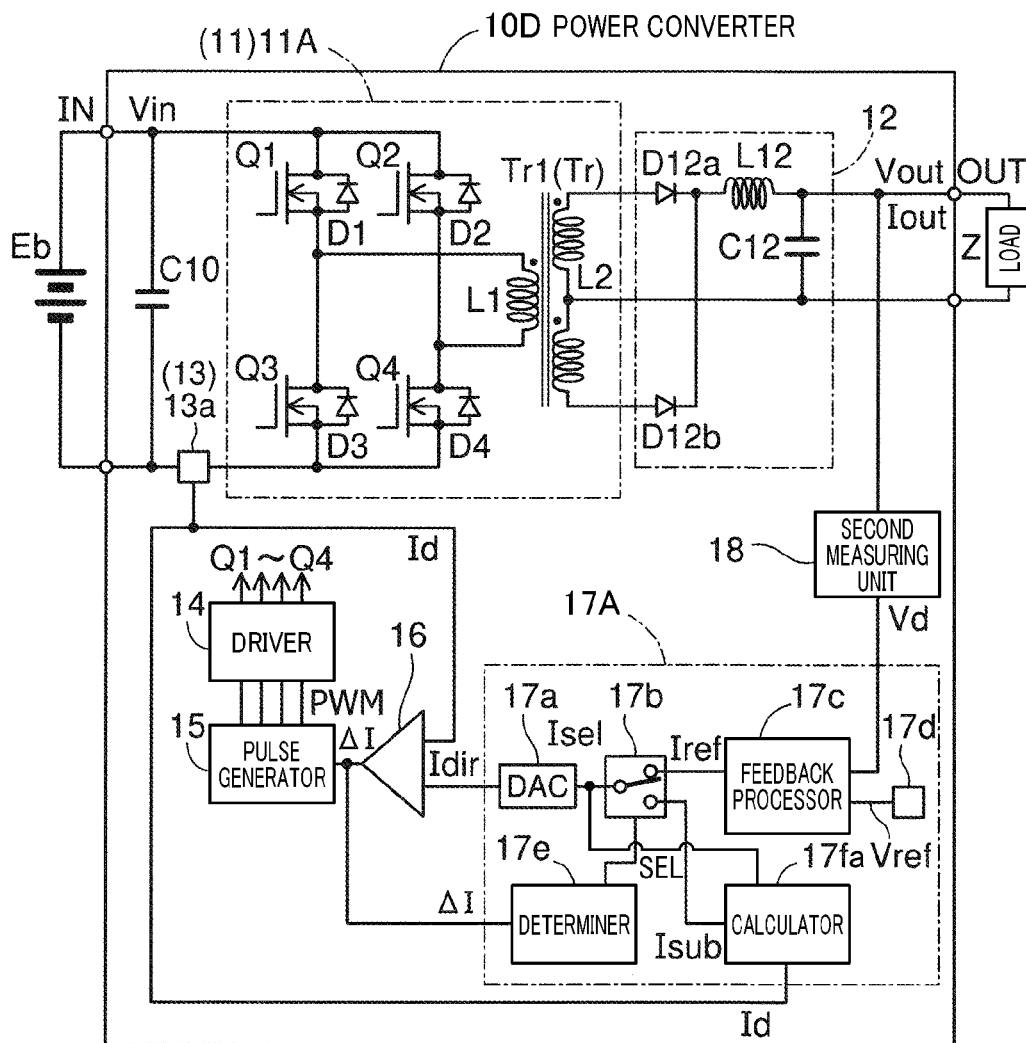 10D POWER CONVERTER
(11)11A
IN
Vin
12
Q1
Q2
Tr1(Tr)
D12a
L12
Vout
OUT
Iout
D1
D2
Eb
C10
C12
Z
LOAD
L1
L2
Q3
Q4
(13)
13a
D3
D4
D12b
Id
Q1~Q4
18
SECOND
MEASURING
UNIT
14
DRIVER
16
17A
Vd
PWM
17a
17b
17c
17d
15
PULSE
GENERATOR
ΔI
Idir
Isel
DAC
Iref
FEEDBACK
PROCESSOR
17e
SEL
17fa
Vref
ΔI
DETERMINER
Isub
CALCULATOR
Id